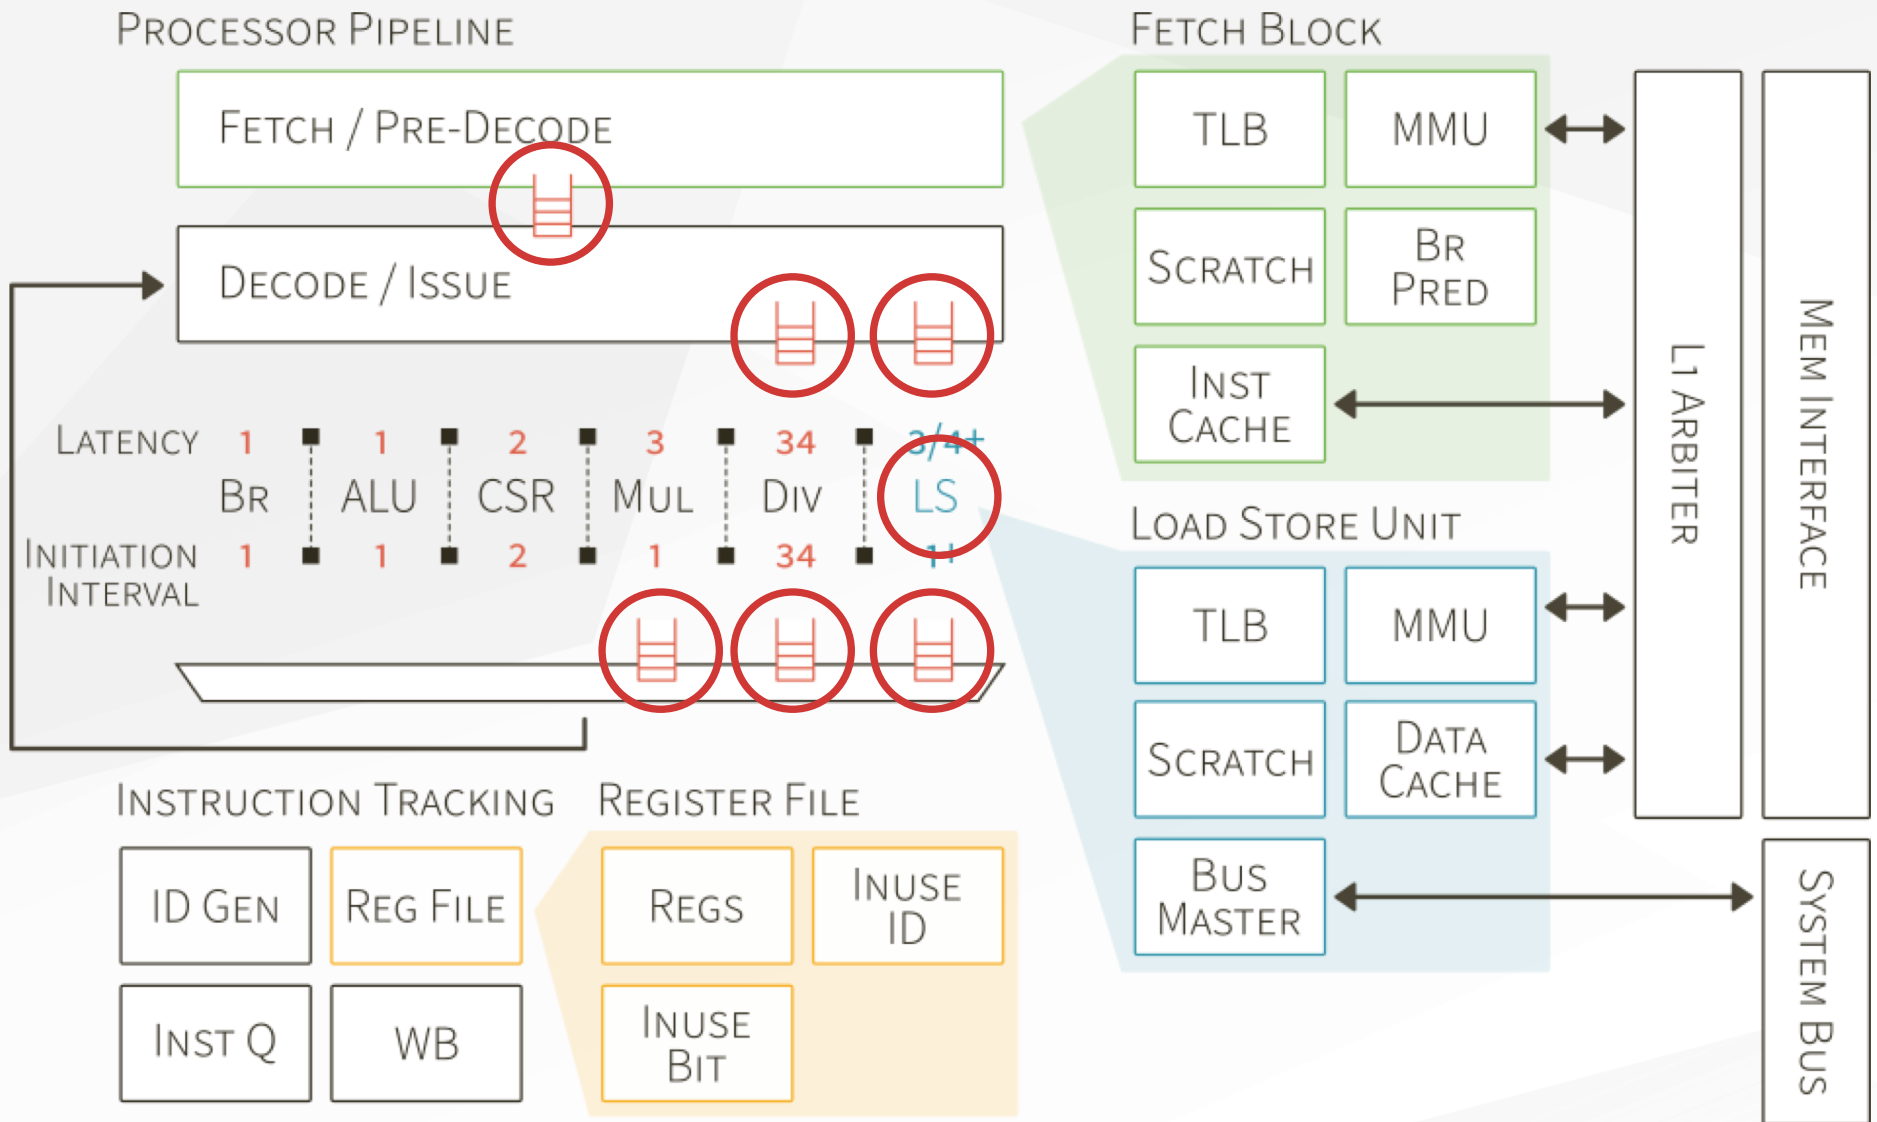 Processor Pipeline
Fetch / Pre-Decode
Decode / Issue
Latency 1 1 2 3 34 3/4+
Br ALU CSR Mul Div LS
Initiation Interval 1 1 2 1 34 1+
Instruction Tracking
ID Gen
Reg File
Inst Q
WB
Register File
Regs
Inuse
ID
Inuse
Bit
Fetch Block
TLB
MMU
Scratch
Br
Pred
Inst
Cache
Load Store Unit
TLB
MMU
Scratch
Data
Cache
Bus
Master
L1 Arbiter
Mem Interface
System Bus